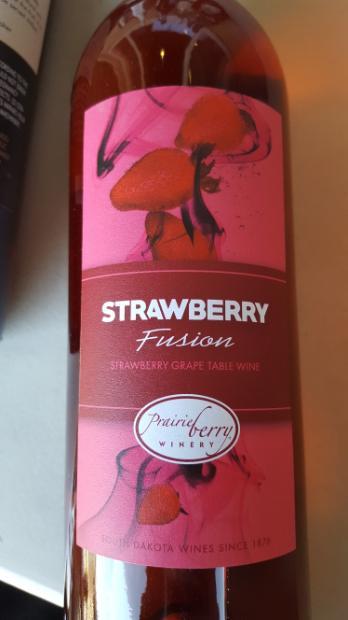 STRAWBERRY
Fusion
STRAWBERRY GRAPE TABLE WINE
Prairie berry
WINERY
SOUTH DAKOTA WINES SINCE 1876